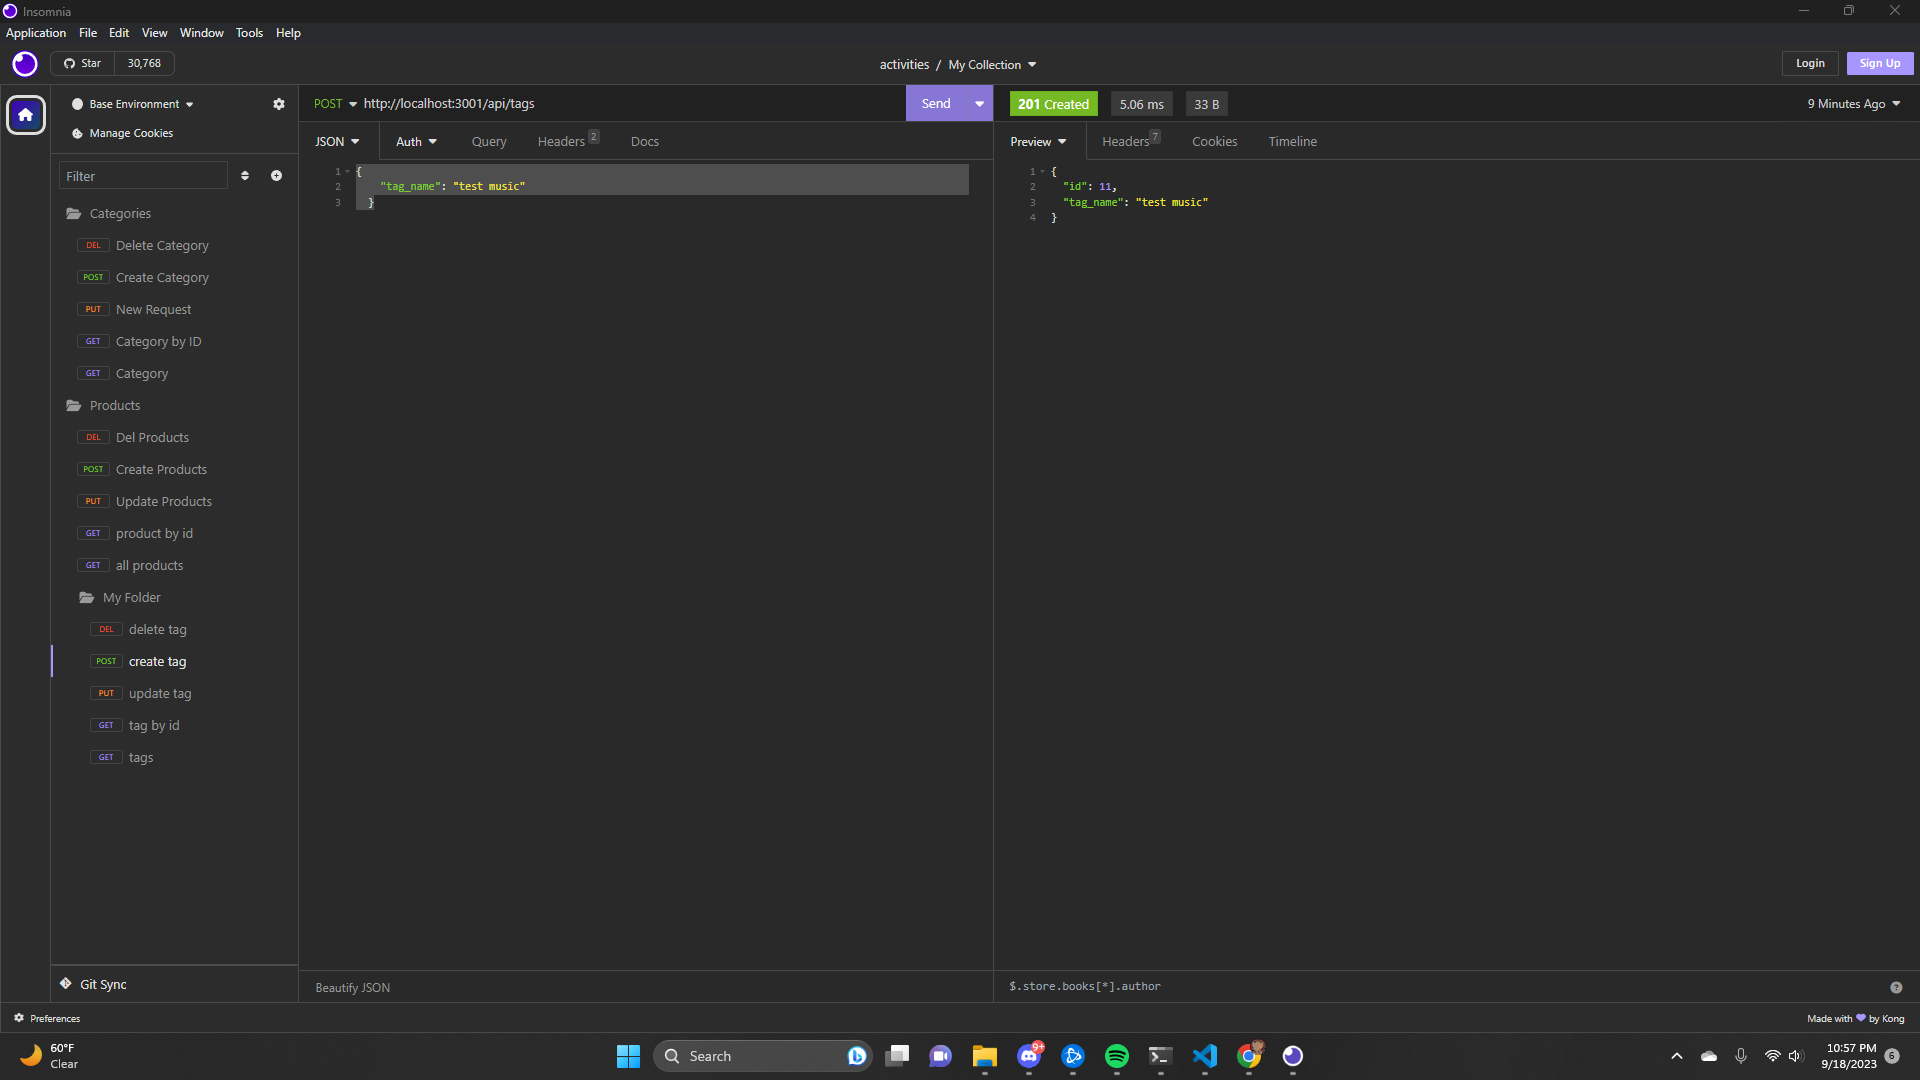 Insomnia
Application File Edit View Window Tools Help
Star 30,768
activities / My Collection
Login Sign Up
Base Environment
Manage Cookies
Filter
Categories
DEL Delete Category
POST Create Category
PUT New Request
GET Category by ID
GET Category
Products
DEL Del Products
POST Create Products
PUT Update Products
GET product by id
GET all products
My Folder
DEL delete tag
POST create tag
PUT update tag
GET tag by id
GET tags
Git Sync
POST http://localhost:3001/api/tags Send
JSON Auth Query Headers 2 Docs
1 {
2 "tag_name": "test music"
3 }
Beautify JSON
201 Created 5.06 ms 33 B 9 Minutes Ago
Preview Headers 7 Cookies Timeline
1 {
2 "id": 11,
3 "tag_name": "test music"
4 }
$.store.books[*].author
Preferences
Made with by Kong
60°F
Clear
Search
9+
10:57 PM
9/18/2023
6